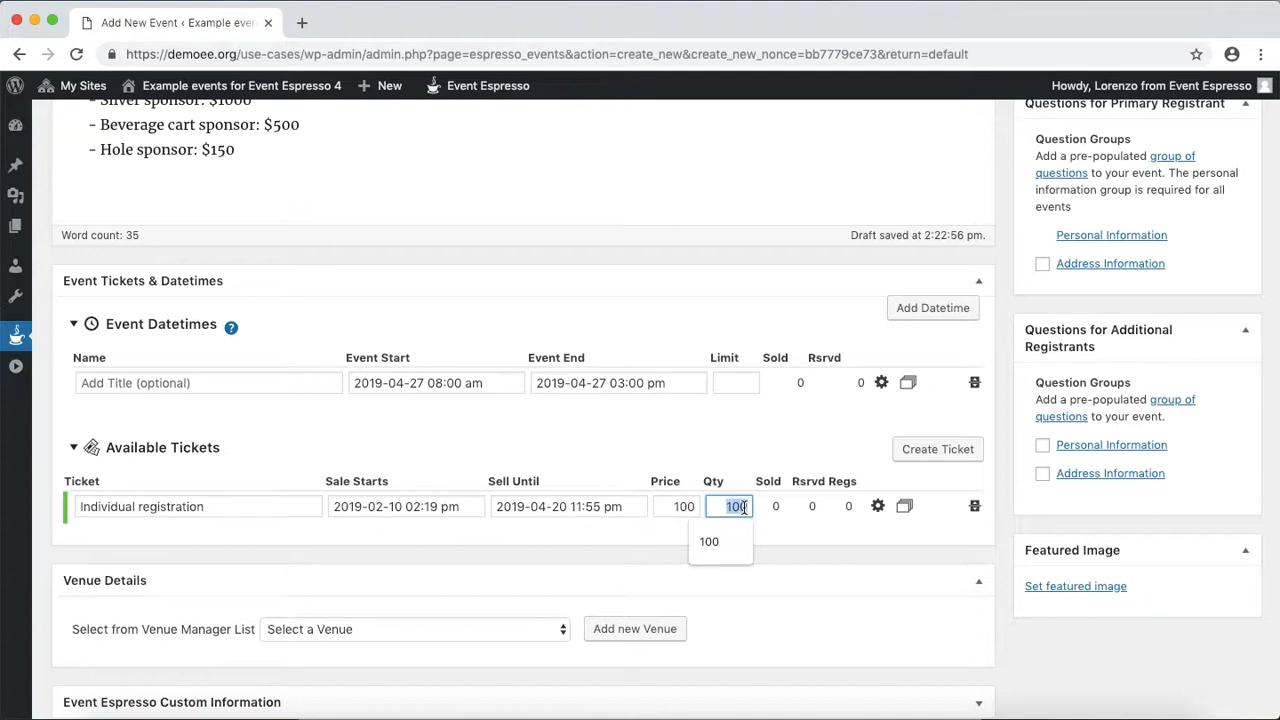 Add New Event ‹ Example even
https://demoee.org/use-cases/wp-admin/admin.php?page=espresso_events&action=create_new&create_new_nonce=bb7779ce73&return=default
My Sites Example events for Event Espresso 4 New Event Espresso Howdy, Lorenzo from Event Espresso
- Silver sponsor: $1000
- Beverage cart sponsor: $500
- Hole sponsor: $150
Word count: 35 Draft saved at 2:22:56 pm.
Event Tickets & Datetimes
Add Datetime
Event Datetimes ?
Name Event Start Event End Limit Sold Rsrvd
Add Title (optional) 2019-04-27 08:00 am 2019-04-27 03:00 pm 0 0
Available Tickets Create Ticket
Ticket Sale Starts Sell Until Price Qty Sold Rsrvd Regs
Individual registration 2019-02-10 02:19 pm 2019-04-20 11:55 pm 100 100 0 0 0
100
Venue Details
Select from Venue Manager List Select a Venue Add new Venue
Event Espresso Custom Information
Questions for Primary Registrant
Question Groups
Add a pre-populated group of
questions to your event. The personal
information group is required for all
events
Personal Information
Address Information
Questions for Additional
Registrants
Question Groups
Add a pre-populated group of
questions to your event.
Personal Information
Address Information
Featured Image
Set featured image